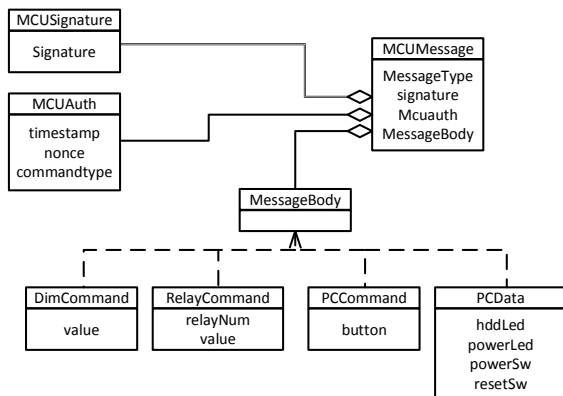 MCUSignature
Signature
MCUAuth
timestamp
nonce
commandtype
MCUMessage
MessageType
signature
Mcuauth
MessageBody
MessageBody
DimCommand
value
RelayCommand
relayNum
value
PCCommand
button
PCData
hddLed
powerLed
powerSw
resetSw